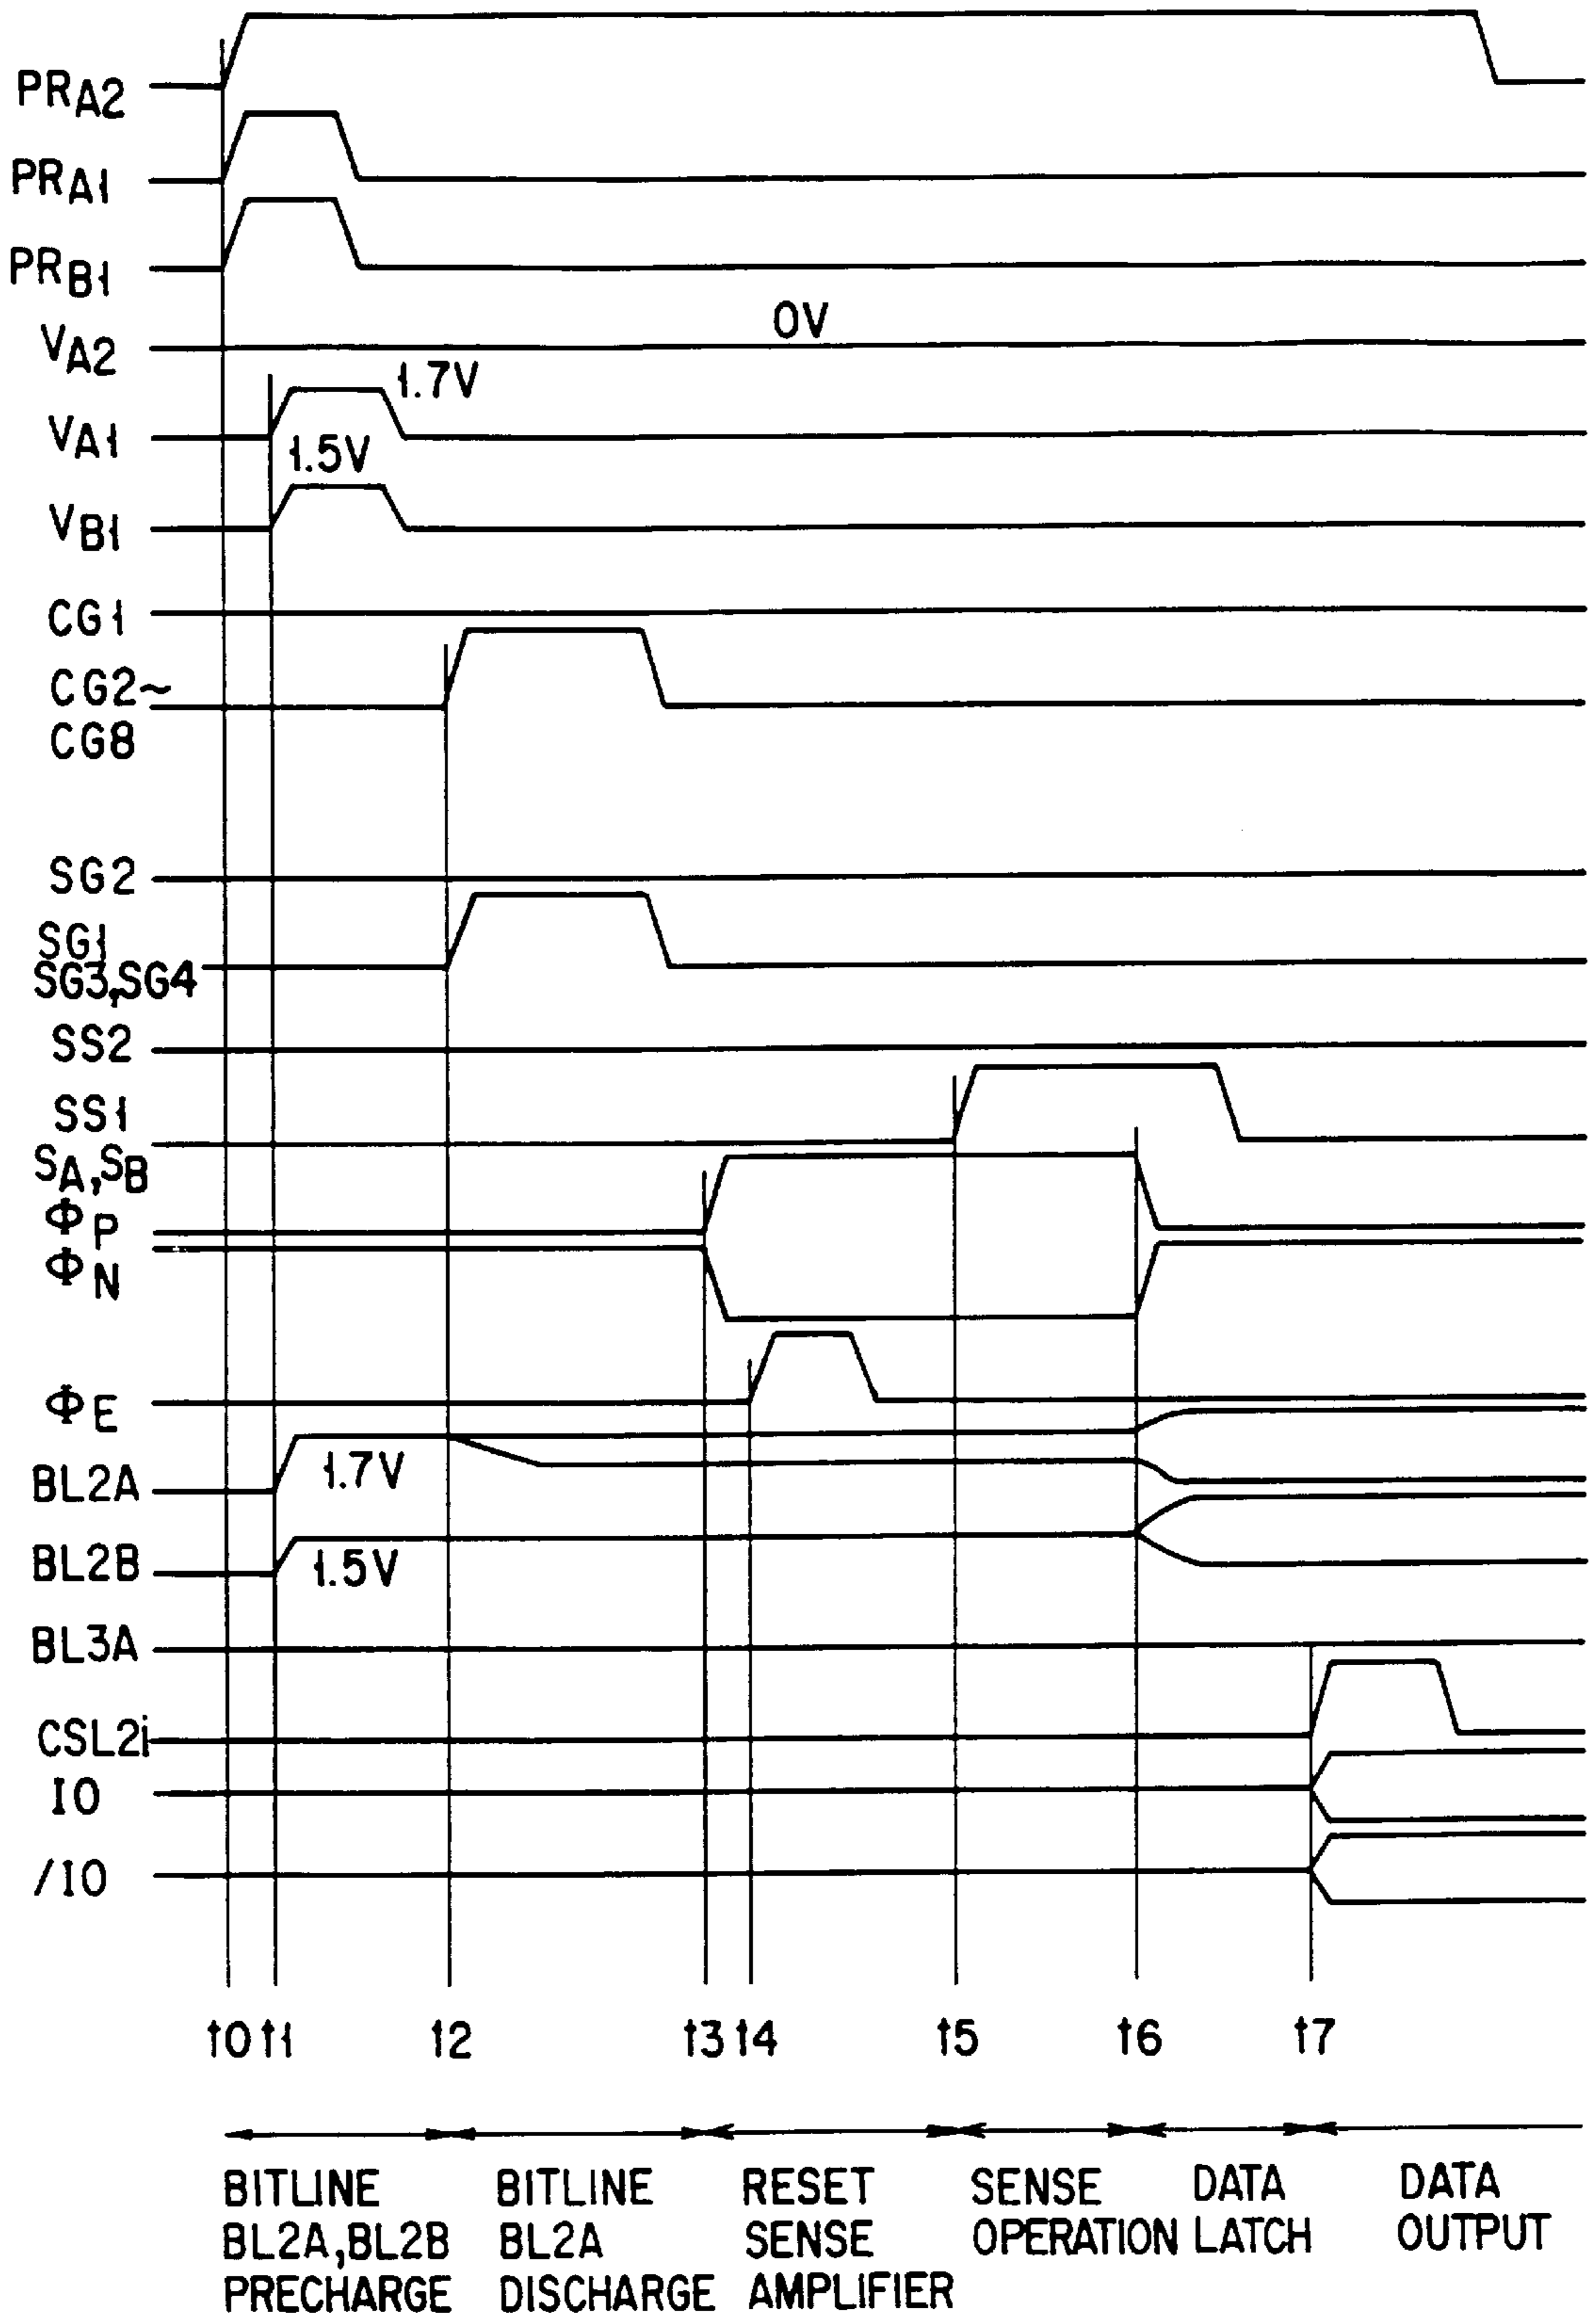 PRA2
PRA1
PRB1
VA2
0V
VA1
1.7V
VB1
1.5V
CG1
CG2~
CG8
SG2
SG1
SG3,SG4
SS2
SS1
SA,SB
ΦP
ΦN
ΦE
BL2A
1.7V
BL2B
1.5V
BL3A
CSL2i
IO
/IO
t0 t1 t2 t3 t4 t5 t6 t7
BITLINE BL2A,BL2B PRECHARGE
BITLINE BL2A DISCHARGE
RESET SENSE AMPLIFIER
SENSE OPERATION
DATA LATCH
DATA OUTPUT